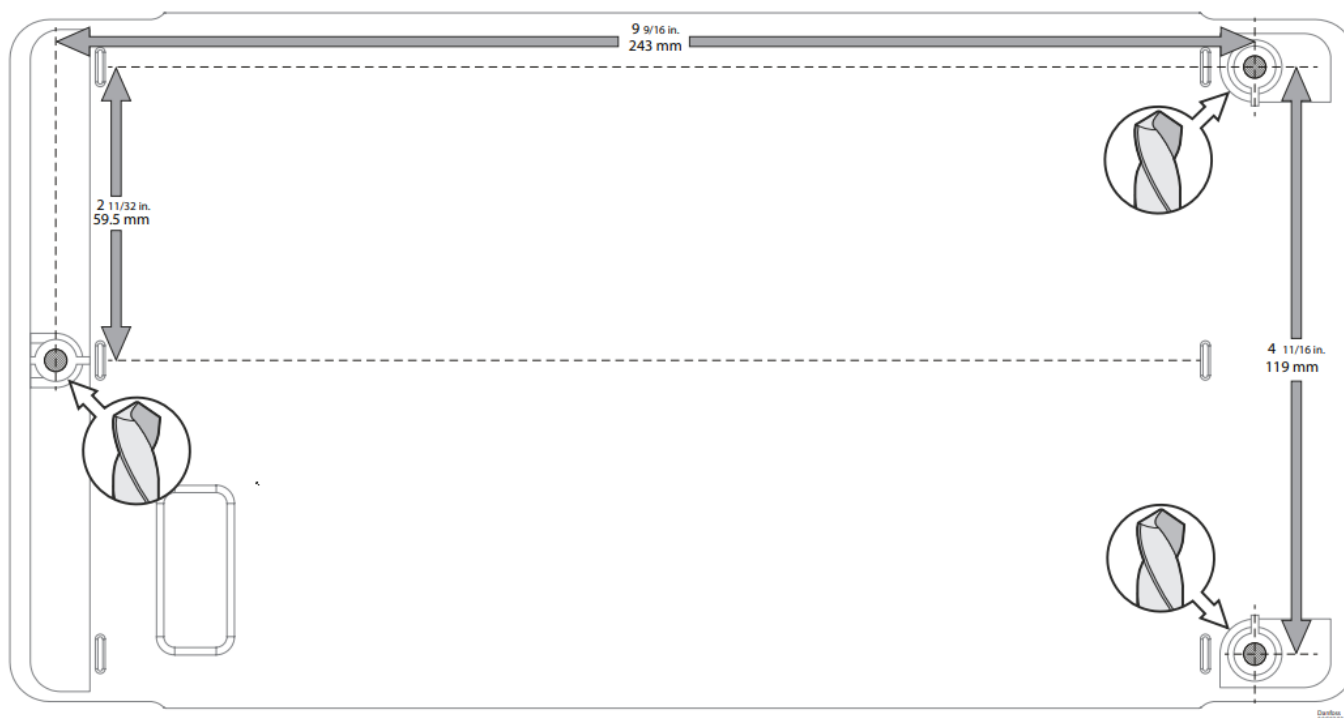 9 9/16 in.
243 mm
2 11/32 in.
59.5 mm
4 11/16 in.
119 mm
Danfoss